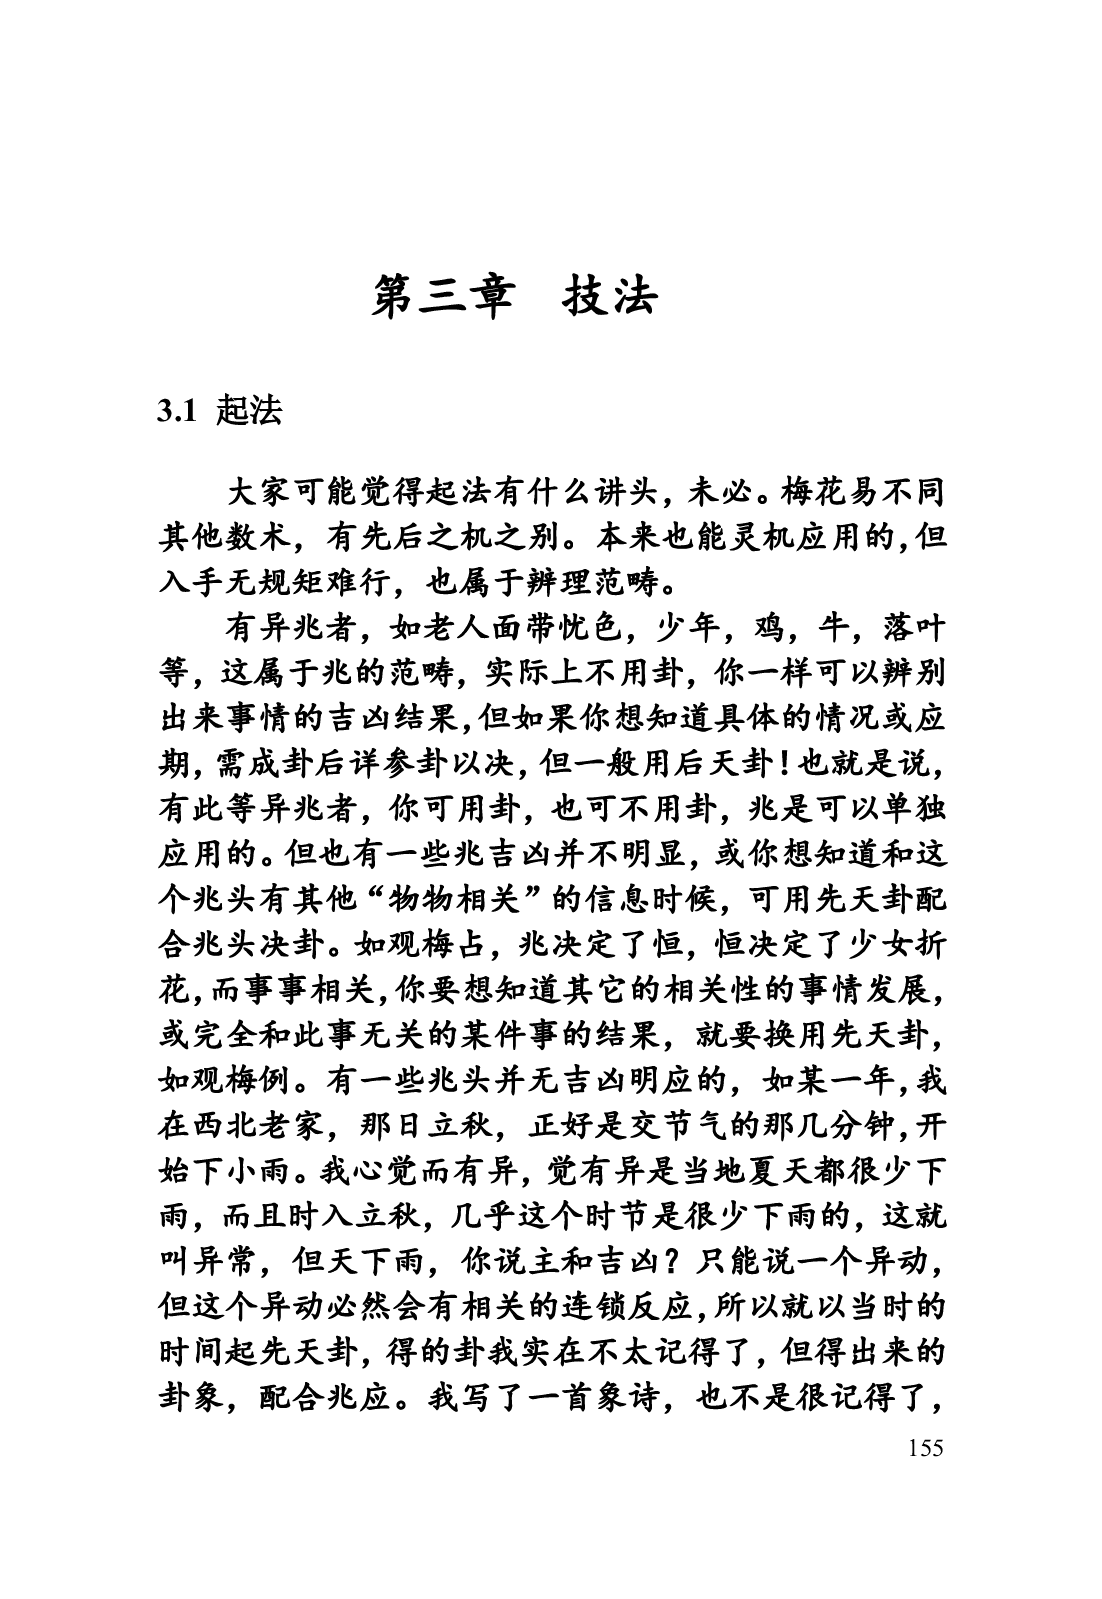 第三章 技法
3.1 起法
大家可能觉得起法有什么讲头，未必。梅花易不同
其他数术，有先后之机之别。本来也能灵机应用的，但
入手无规矩难行，也属于辨理范畴。
有异兆者，如老人面带忧色，少年，鸡，牛，落叶
等，这属于兆的范畴，实际上不用卦，你一样可以辨别
出来事情的吉凶结果，但如果你想知道具体的情况或应
期，需成卦后详参卦以决，但一般用后天卦！也就是说，
有此等异兆者，你可用卦，也可不用卦，兆是可以单独
应用的。但也有一些兆吉凶并不明显，或你想知道和这
个兆头有其他“物物相关”的信息时候，可用先天卦配
合兆头决卦。如观梅占，兆决定了恒，恒决定了少女折
花，而事事相关，你要想知道其它的相关性的事情发展，
或完全和此事无关的某件事的结果，就要换用先天卦，
如观梅例。有一些兆头并无吉凶明应的，如某一年，我
在西北老家，那日立秋，正好是交节气的那几分钟，开
始下小雨。我心觉而有异，觉有异是当地夏天都很少下
雨，而且时入立秋，几乎这个时节是很少下雨的，这就
叫异常，但天下雨，你说主和吉凶？只能说一个异动，
但这个异动必然会有相关的连锁反应，所以就以当时的
时间起先天卦，得的卦我实在不太记得了，但得出来的
卦象，配合兆应。我写了一首象诗，也不是很记得了，
155